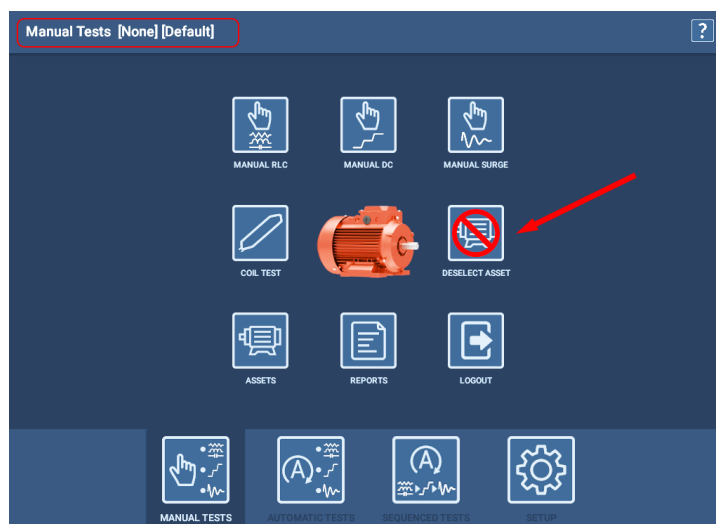 Manual Tests [None] [Default]
?
MANUAL RLC
MANUAL DC
MANUAL SURGE
COIL TEST
DESELECT ASSET
ASSETS
REPORTS
LOGOUT
A
A
MANUAL TESTS
AUTOMATIC TESTS
SEQUENCED TESTS
SETUP